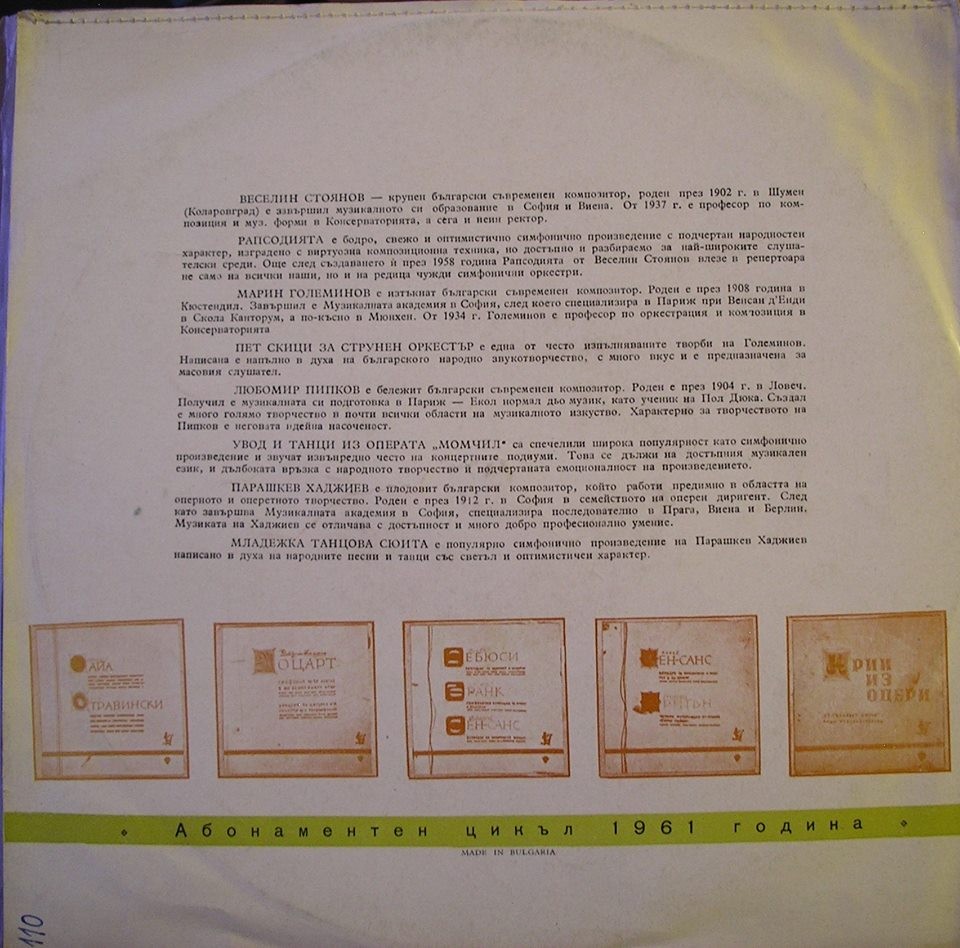 ВЕСЕЛИН СТОЯНОВ — крупен български съвременен композитор, роден през 1902 г. в Шумен
(Коларовград) е завършил музикалното си образование в София и Виена. От 1937 г. е професор по ком-
позиция и муз. форми в Консерваторията, а сега и неин ректор.
РАПСОДИЯТА е бодро, свежо и оптимистично симфонично произведение с подчертан народностен
характер, изградено с виртуозна композиционна техника, но достъпно и разбираемо за най-широките слуша-
телски среди. Още след създаването ѝ през 1958 година Рапсодията от Веселин Стоянов влезе в репертоара
не само на всички наши, но и на редица чужди симфонични оркестри.
МАРИН ГОЛЕМИНОВ е изтъкнат български съвременен композитор. Роден е през 1908 година в
Кюстендил. Завършил е Музикалната академия в София, след което специализира в Париж при Венсан д'Енди
в Скола Канторум, а по-късно в Мюнхен. От 1934 г. Големинов е професор по оркестрация и композиция в
Консерваторията
ПЕТ СКИЦИ ЗА СТРУНЕН ОРКЕСТЪР е една от често изпълняваните творби на Големинов.
Написана е напълно в духа на българското народно звукотворчество, с много вкус и е предназначена за
масовия слушател.
ЛЮБОМИР ПИПКОВ е бележит български съвременен композитор. Роден е през 1904 г. в Ловеч.
Получил е музикалната си подготовка в Париж — Екол нормал дьо музик, като ученик на Пол Дюка. Създал
е много голямо творчество в почти всички области на музикалното изкуство. Характерно за творчеството на
Пипков е неговата идейна насоченост.
УВОД И ТАНЦИ ИЗ ОПЕРАТА „МОМЧИЛ" са спечелили широка популярност като симфонично
произведение и звучат извънредно често на концертните подиуми. Това се дължи на достъпния музикален
език, и дълбоката връзка с народното творчество и подчертаната емоционалност на произведението.
ПАРАШКЕВ ХАДЖИЕВ е плодовит български композитор, който работи предимно в областта на
оперното и оперетното творчество. Роден е през 1912 г. в София в семейството на оперен диригент. След
като завършва Музикалната академия в София, специализира последователно в Прага, Виена и Берлин.
Музиката на Хаджиев се отличава с достъпност и много добро професионално умение.
МЛАДЕЖКА ТАНЦОВА СЮИТА е популярно симфонично произведение на Парашкев Хаджиев
написано в духа на народните песни и танци със светъл и оптимистичен характер.
АЙА
СТРАВИНСКИ
МОЦАРТ
ДЕБЮСИ
ФРАНК
СЕН-САНС
СЕН-САНС
БРИТЪН
АРИИ
ИЗ
ОПЕРИ
Абонаментен цикъл 1961 година
MADE IN BULGARIA
110